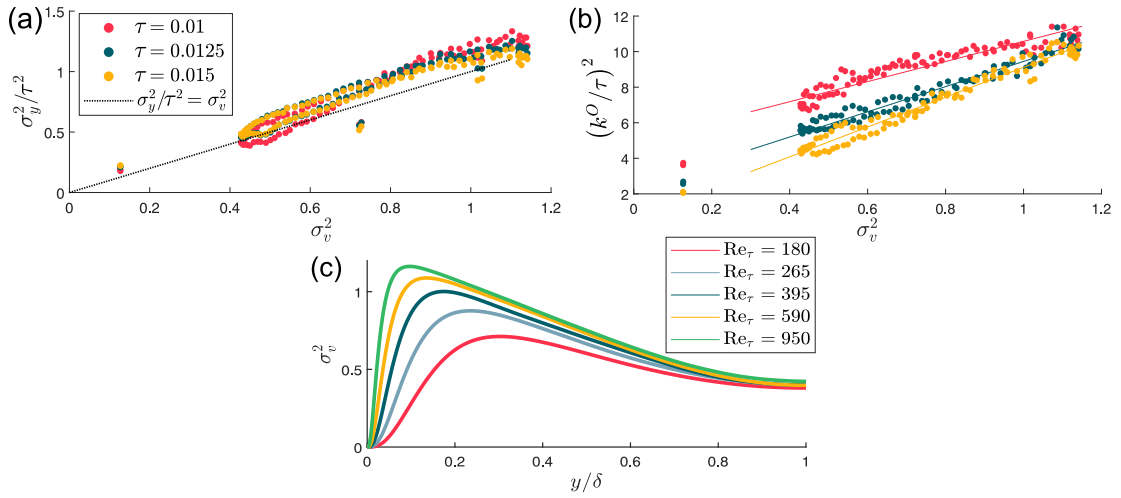 (a)
τ = 0.01
τ = 0.0125
τ = 0.015
σ_y^2/τ^2 = σ_v^2
σ_y^2/τ^2
1.5
1
0.5
0
0 0.2 0.4 0.6 0.8 1 1.2
σ_v^2
(b)
(k^O/τ)^2
12
10
8
6
4
2
0 0.2 0.4 0.6 0.8 1 1.2
σ_v^2
(c)
σ_v^2
1
0.5
0
0 0.2 0.4 0.6 0.8 1
y/δ
Re_τ = 180
Re_τ = 265
Re_τ = 395
Re_τ = 590
Re_τ = 950